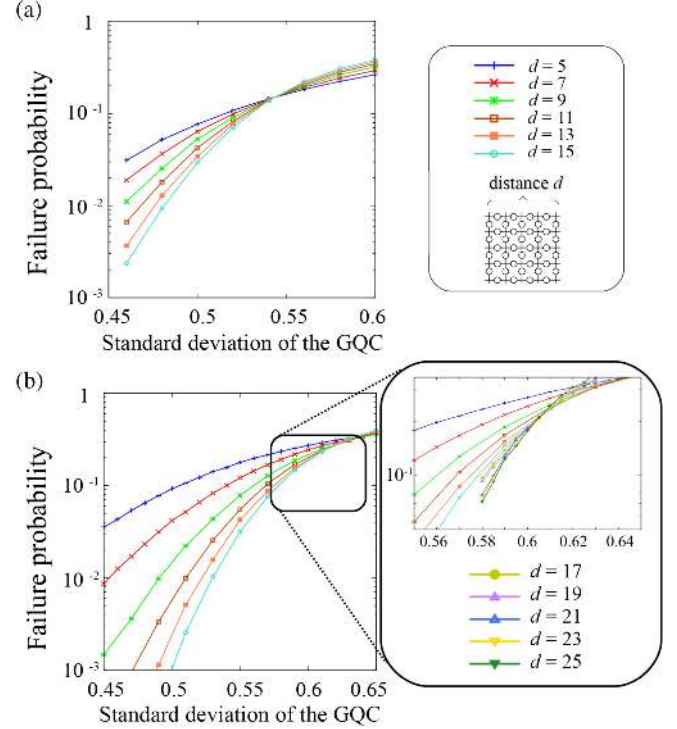 (a)
1
10-1
10-2
10-3
Failure probability
0.45
0.5
0.55
0.6
Standard deviation of the GQC
d = 5
d = 7
d = 9
d = 11
d = 13
d = 15
distance d
(b)
1
10-1
10-2
10-3
Failure probability
0.45
0.5
0.55
0.6
0.65
Standard deviation of the GQC
10-1
0.56
0.58
0.6
0.62
0.64
d = 17
d = 19
d = 21
d = 23
d = 25